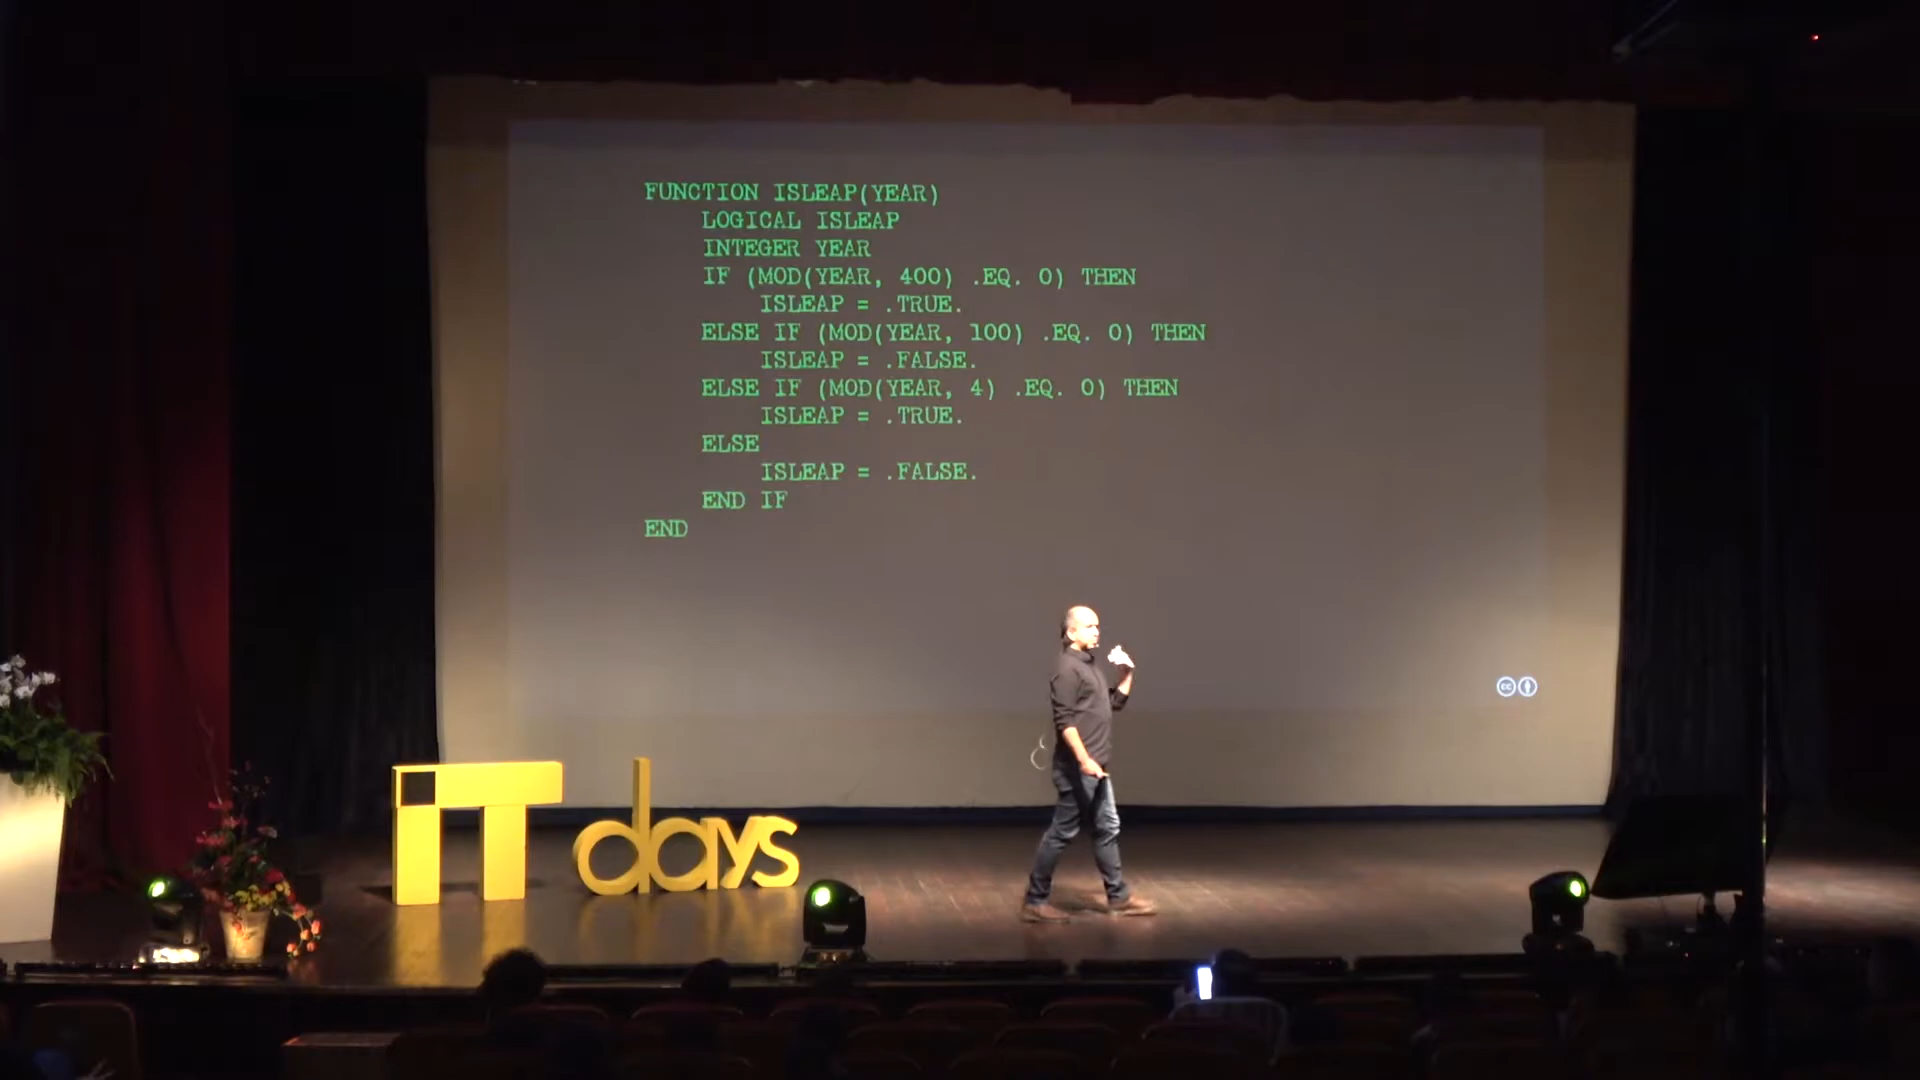 FUNCTION ISLEAP(YEAR)
LOGICAL ISLEAP
INTEGER YEAR
IF (MOD(YEAR, 400) .EQ. 0) THEN
ISLEAP = .TRUE.
ELSE IF (MOD(YEAR, 100) .EQ. 0) THEN
ISLEAP = .FALSE.
ELSE IF (MOD(YEAR, 4) .EQ. 0) THEN
ISLEAP = .TRUE.
ELSE
ISLEAP = .FALSE.
END IF
END
cc
iT days